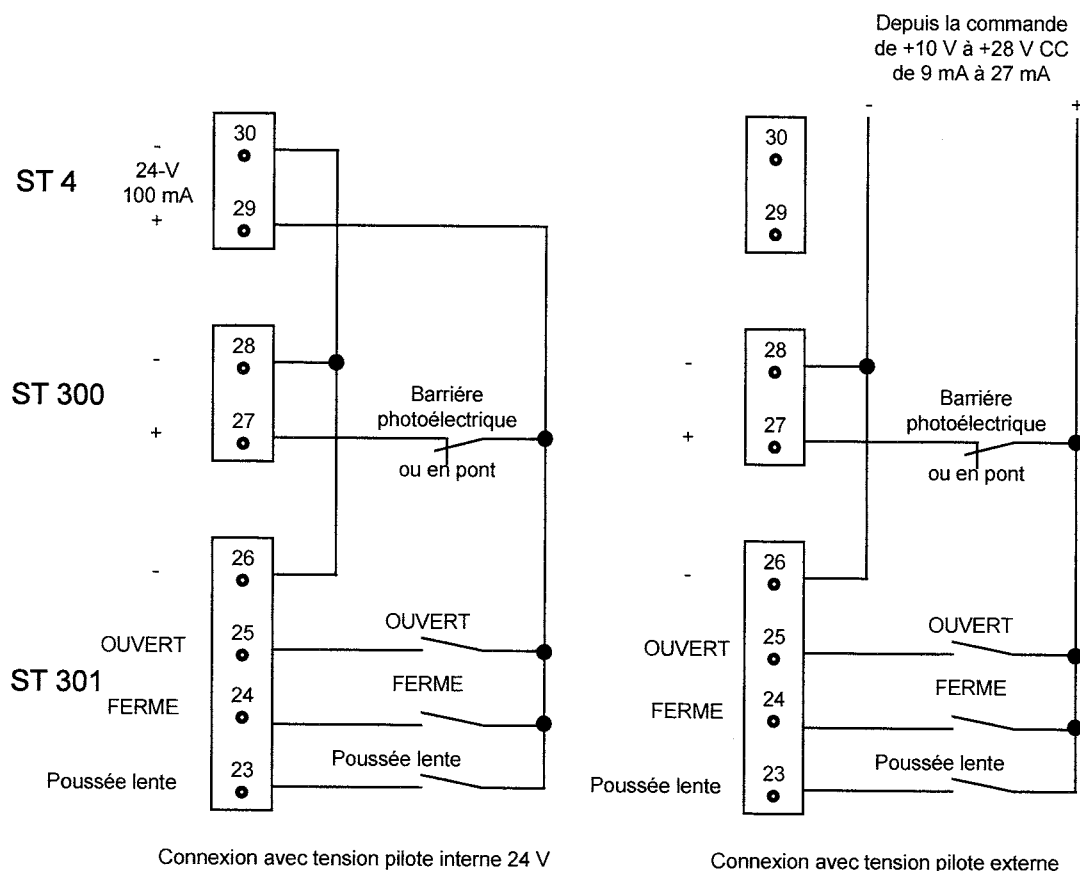 Depuis la commande
de +10 V à +28 V CC
de 9 mA à 27 mA
- +
ST 4
-
24-V
100 mA
+
30
29
ST 300
-
+
28
27
Barriére
photoélectrique
ou en pont
ST 301
-
OUVERT
FERME
Poussée lente
26
25
24
23
OUVERT
FERME
Poussée lente
Connexion avec tension pilote interne 24 V
30
29
-
+
28
27
Barriére
photoélectrique
ou en pont
-
OUVERT
FERME
Poussée lente
26
25
24
23
OUVERT
FERME
Poussée lente
Connexion avec tension pilote externe